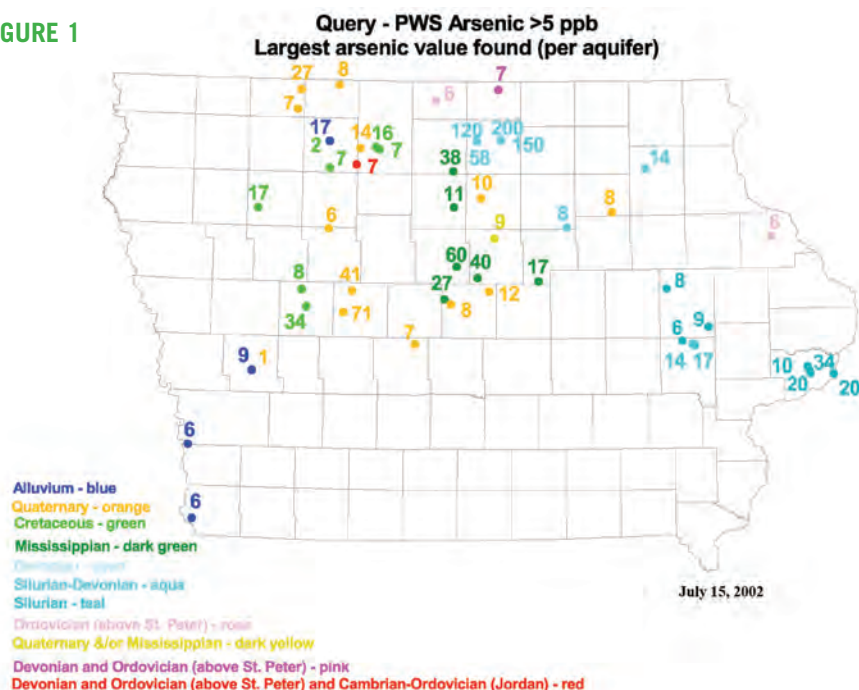 GURE 1
Query - PWS Arsenic >5 ppb
Largest arsenic value found (per aquifer)
27 8 6 7
7
17 14 16 120 200
2 7 7 7 58 150
38 14
17 11 10 8
6 9 8 6
60 40 17
8 41 27 12 8
34 71 8 9
7 6
9 1 14 17 10 34
20 20
6
6
Alluvium - blue
Quaternary - orange
Cretaceous - green
Mississippian - dark green
Silurian-Devonian - aqua
Silurian - teal
Ordovician (above St. Peter) - rose
Quaternary &/or Mississippian - dark yellow
Devonian and Ordovician (above St. Peter) - pink
Devonian and Ordovician (above St. Peter) and Cambrian-Ordovician (Jordan) - red
July 15, 2002